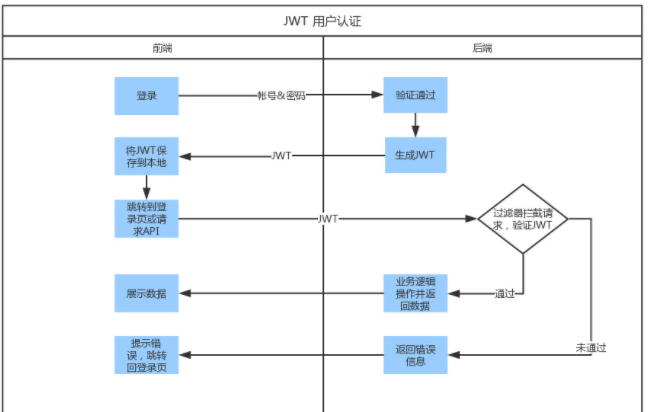 JWT 用户认证
前端
后端
登录
帐号&密码
验证通过
将JWT保
存到本地
JWT
生成JWT
跳转到登
录页或请
求API
JWT
过滤器拦截请
求，验证JWT
展示数据
业务逻辑
操作并返
回数据
通过
提示错
误，跳转
回登录页
返回错误
信息
未通过